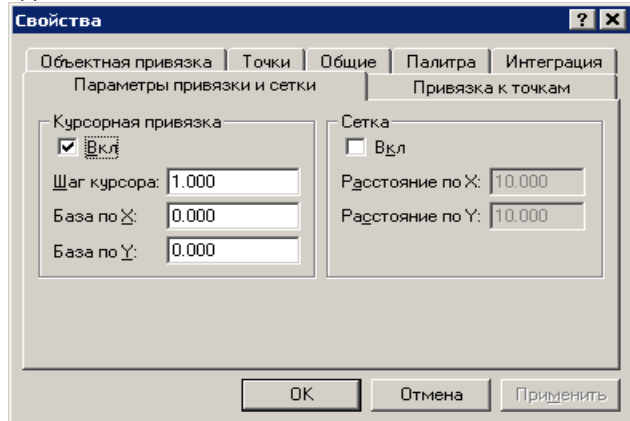 Свойства
Объектная привязка Точки Общие Палитра Интеграция
Параметры привязки и сетки Привязка к точкам
Курсорная привязка
Вкл
Шаг курсора: 1.000
База по X: 0.000
База по Y: 0.000
Сетка
Вкл
Расстояние по X: 10.000
Расстояние по Y: 10.000
OK Отмена Применить